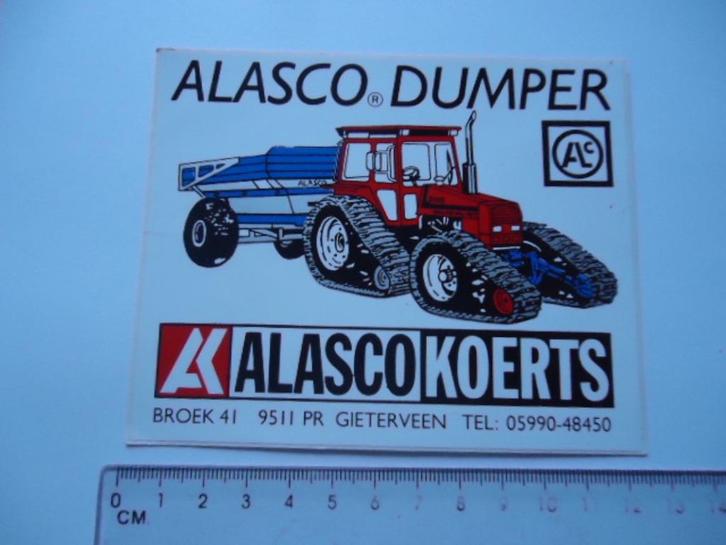 ALASCO® DUMPER
ALc
ALASCO
AK ALASCO KOERTS
BROEK 41 9511 PR GIETERVEEN TEL: 05990-48450
0 1 2 3 4 5 6 7 8 9 10 11 12 13 14
CM